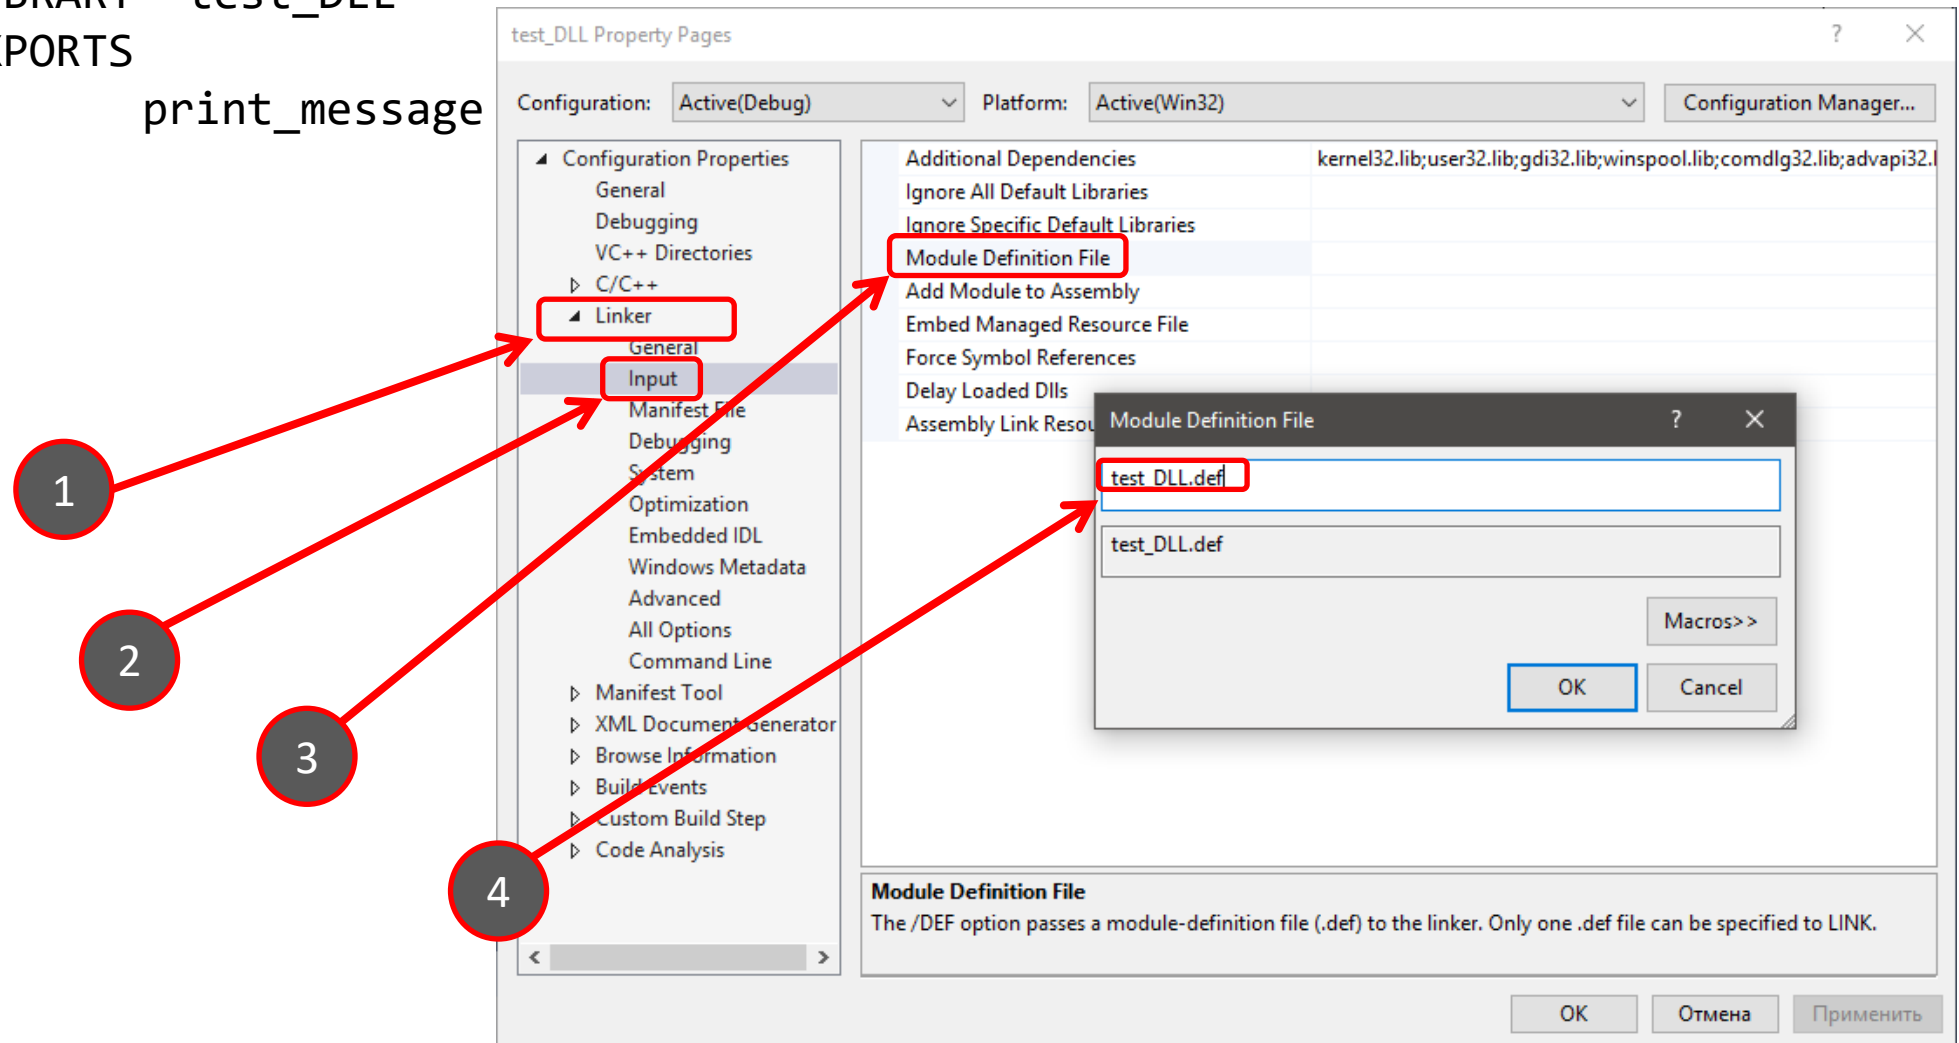 test_DLL
print_message
test_DLL Property Pages
Configuration: Active(Debug) Platform: Active(Win32) Configuration Manager...
Configuration Properties
General
Debugging
VC++ Directories
C/C++
Linker
General
Input
Manifest File
Debugging
System
Optimization
Embedded IDL
Windows Metadata
Advanced
All Options
Command Line
Manifest Tool
XML Document Generator
Browse Information
Build Events
Custom Build Step
Code Analysis
Additional Dependencies kernel32.lib;user32.lib;gdi32.lib;winspool.lib;comdlg32.lib;advapi32.l
Ignore All Default Libraries
Ignore Specific Default Libraries
Module Definition File
Add Module to Assembly
Embed Managed Resource File
Force Symbol References
Delay Loaded Dlls
Assembly Link Resou
Module Definition File
test_DLL.def
test_DLL.def
Macros>>
OK Cancel
1
2
3
4
Module Definition File
The /DEF option passes a module-definition file (.def) to the linker. Only one .def file can be specified to LINK.
OK Отмена Применить